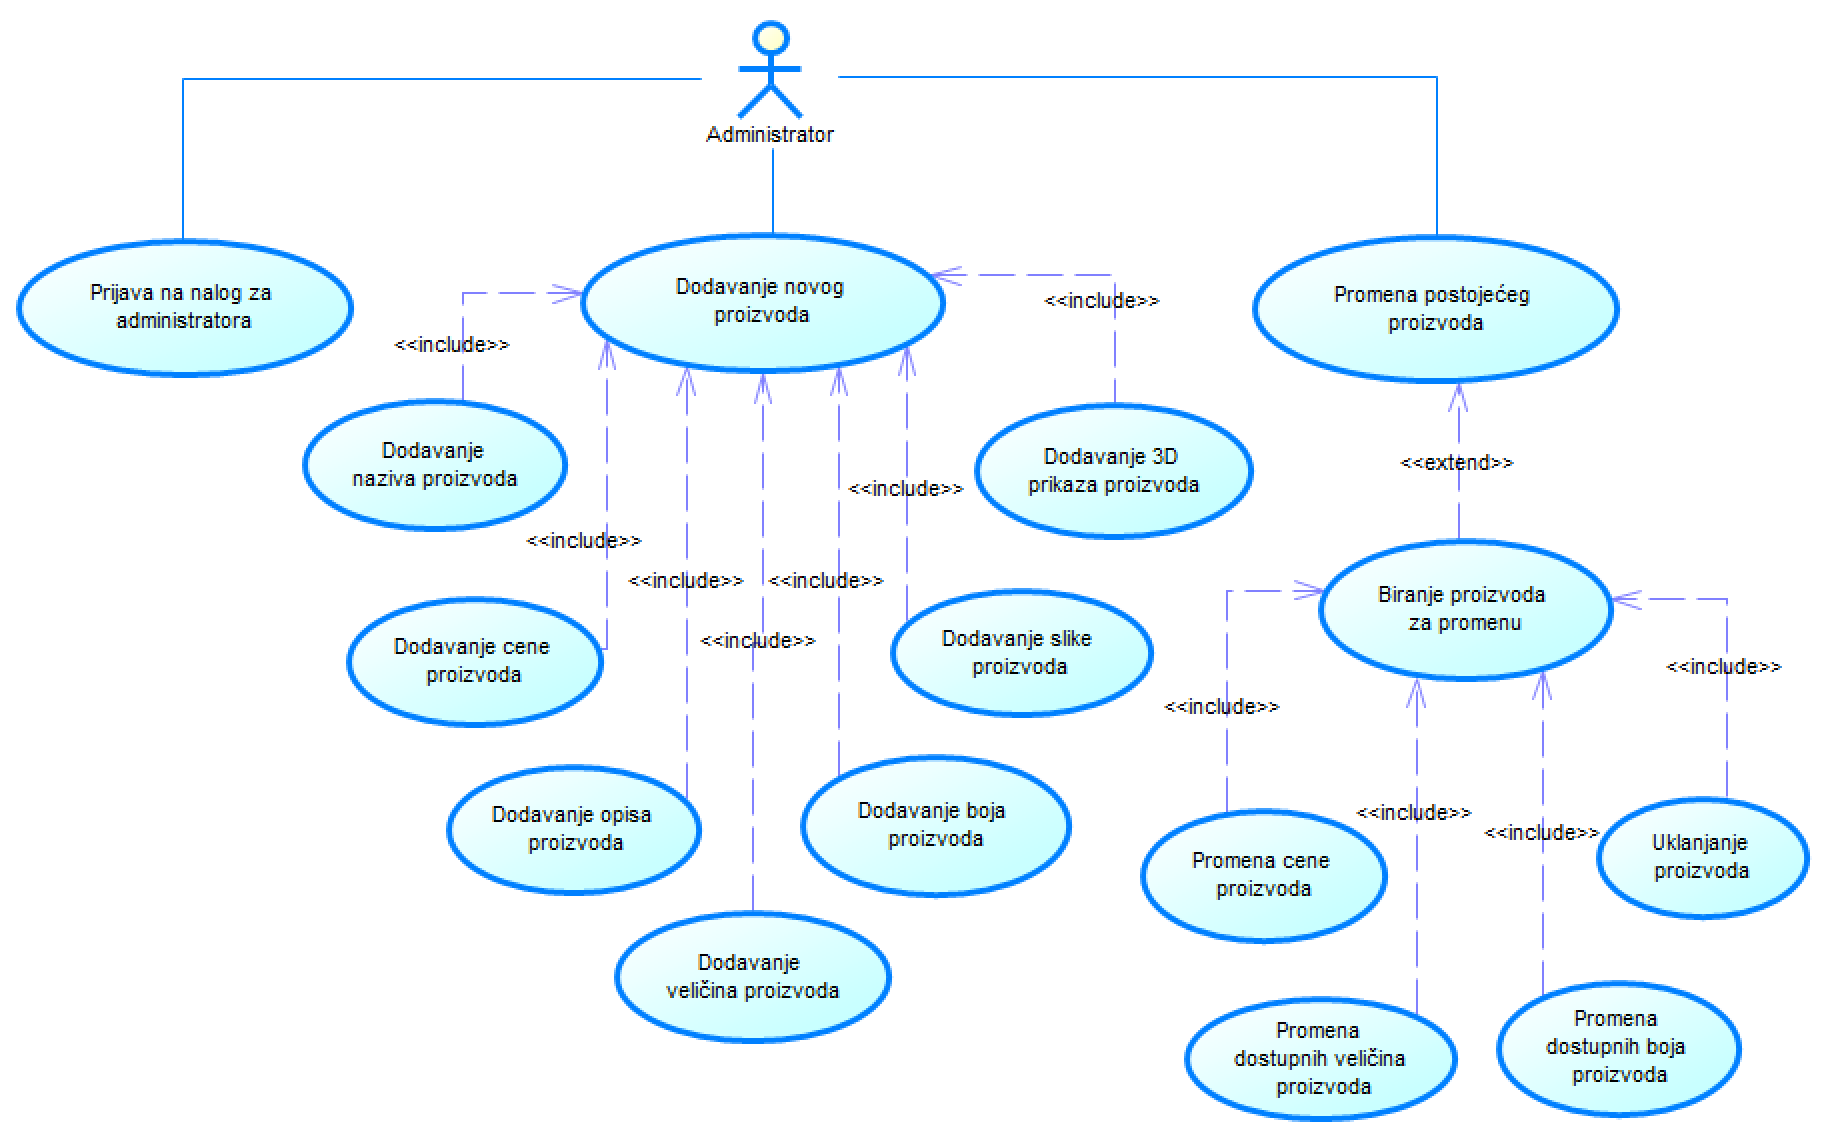 Administrator
Prijava na nalog za
administratora
Dodavanje novog
proizvoda
<<include>>
Promena postojećeg
proizvoda
<<include>>
Dodavanje
naziva proizvoda
<<include>>
Dodavanje 3D
prikaza proizvoda
<<extend>>
<<include>>
<<include>>
<<include>>
<<include>>
Dodavanje cene
proizvoda
Dodavanje slike
proizvoda
Biranje proizvoda
za promenu
<<include>>
<<include>>
<<include>>
Dodavanje opisa
proizvoda
Dodavanje boja
proizvoda
<<include>>
<<include>>
Promena cene
proizvoda
Uklanjanje
proizvoda
Dodavanje
veličina proizvoda
Promena
dostupnih veličina
proizvoda
Promena
dostupnih boja
proizvoda